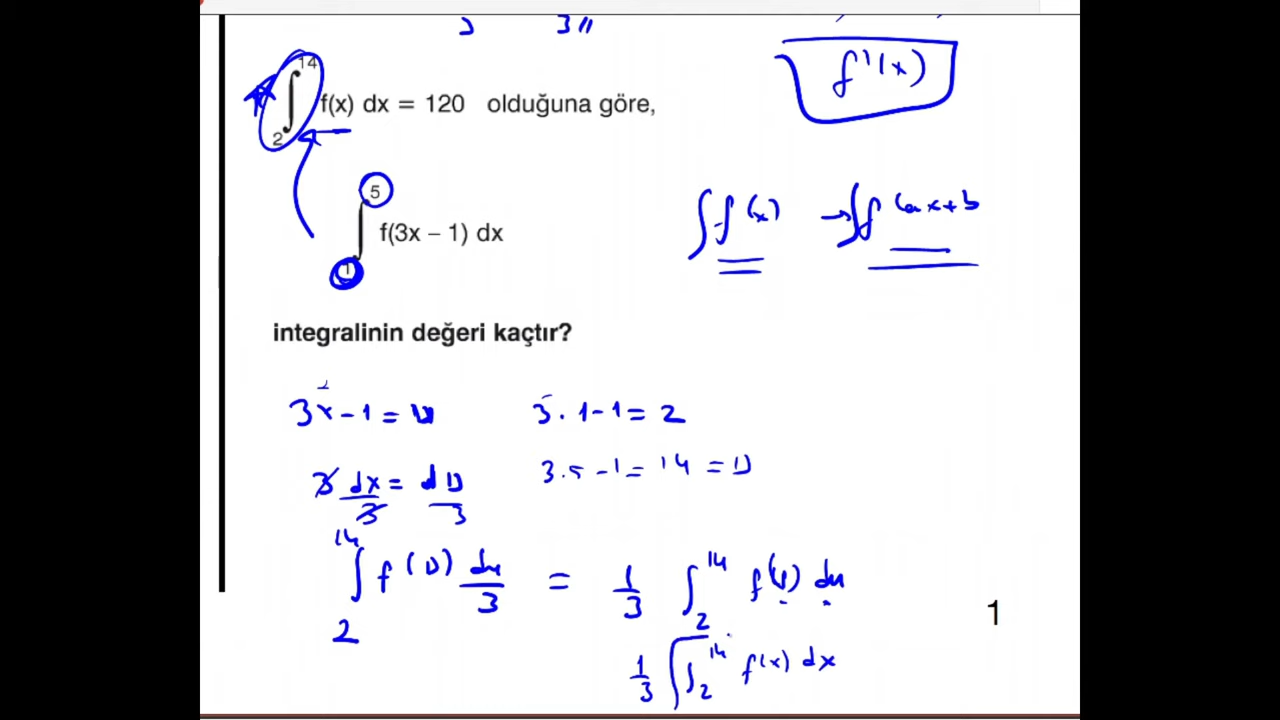 f'(x)
∫₂¹⁴ f(x) dx = 120 olduğuna göre,
∫₁⁵ f(3x – 1) dx
∫f(x) → ∫f(ax+b
integralinin değeri kaçtır?
3x-1=u 3.1-1=2
3dx/3=du/3 3.5-1=14=u
∫₂¹⁴ f(u) du/3 = 1/3 ∫₂¹⁴ f(u) du
1
1/3 ∫₂¹⁴ f(x) dx